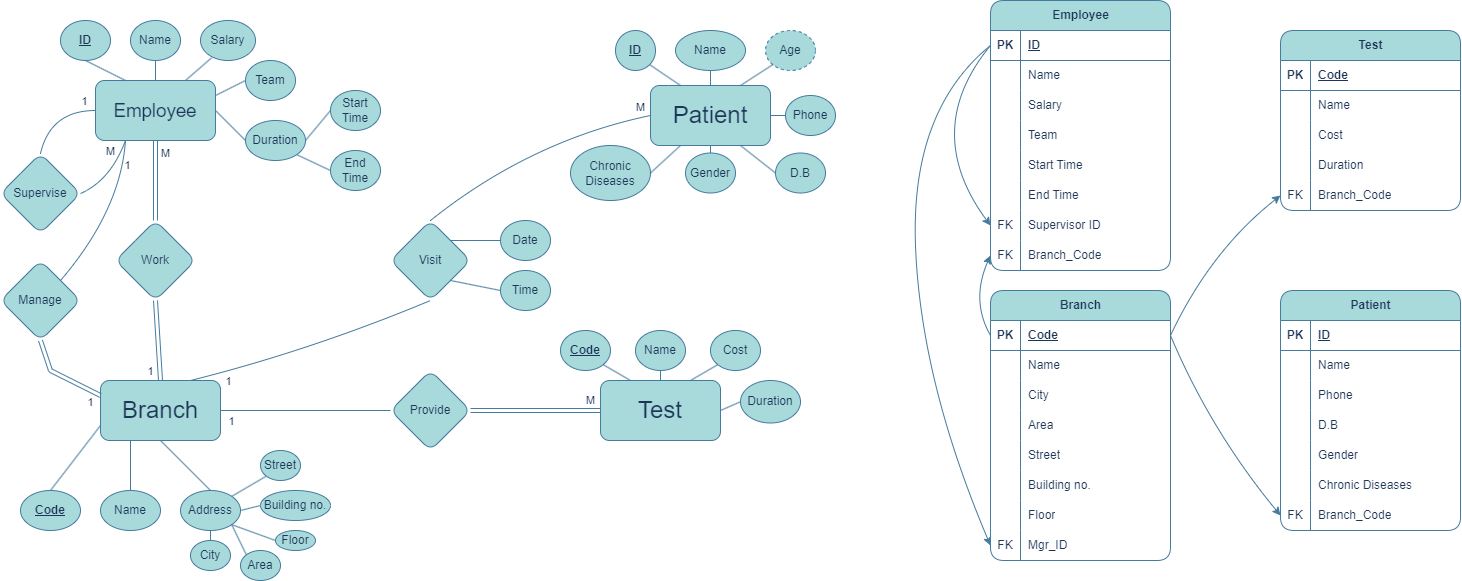 ID
Name
Salary
Team
Employee
Duration
Start
Time
End
Time
1
M
1
M
Supervise
Manage
Work
1
1
1
1
Branch
Code
Name
Address
Street
Building no.
Floor
Area
City
ID
Name
Age
M
Patient
Phone
Chronic
Diseases
Gender
D.B
Visit
Date
Time
Provide
M
Code
Name
Cost
Test
Duration
Employee
PK ID
Name
Salary
Team
Start Time
End Time
FK Supervisor ID
FK Branch_Code
Branch
PK Code
Name
City
Area
Street
Building no.
Floor
FK Mgr_ID
Test
PK Code
Name
Cost
Duration
FK Branch_Code
Patient
PK ID
Name
Phone
D.B
Gender
Chronic Diseases
FK Branch_Code